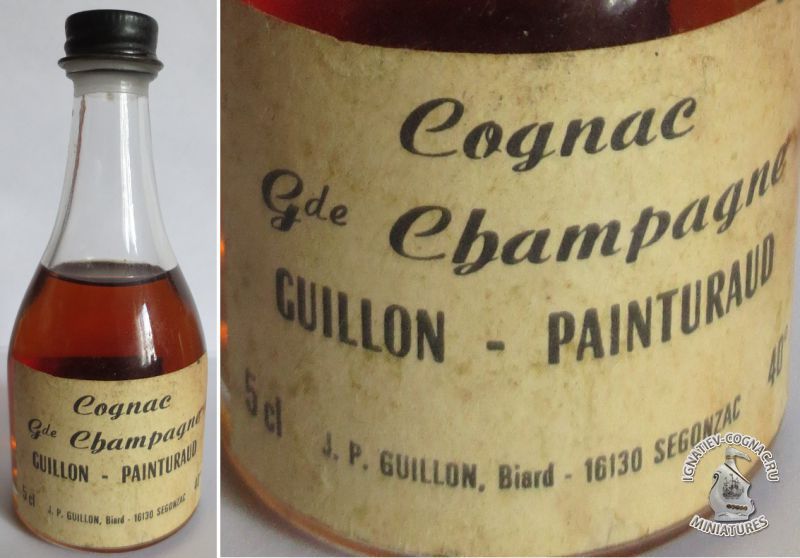 Cognac
Gde Champagne
GUILLON - PAINTURAUD
5 cl 40°
J. P. GUILLON, Biard - 16130 SEGONZAC
Cognac
Gde Champagne
GUILLON - PAINTURAUD
5 cl 40°
J. P. GUILLON, Biard - 16130 SEGONZAC
IGNATIEV-COGNAC.RU
MINIATURES